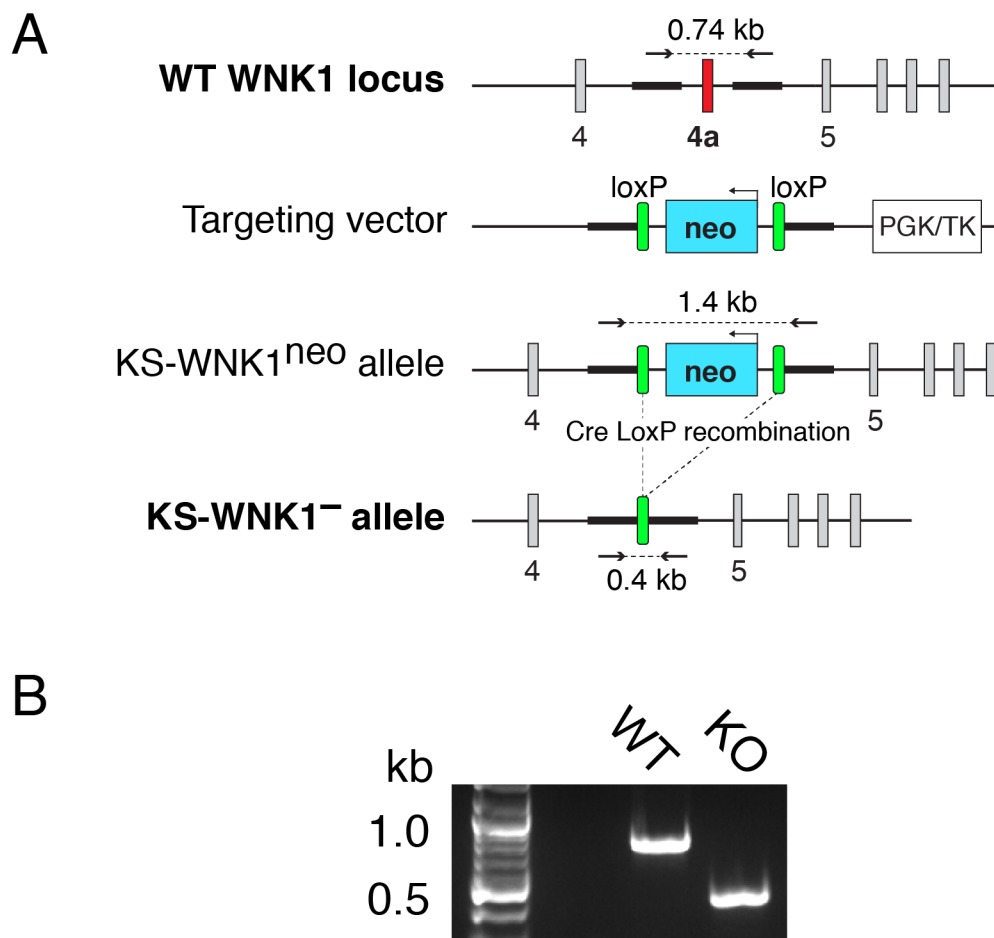 A
0.74 kb
WT WNK1 locus
4 4a 5
loxP loxP
Targeting vector neo PGK/TK
1.4 kb
KS-WNK1neo allele neo
4 5
Cre LoxP recombination
KS-WNK1− allele
4 5
0.4 kb
B
WT KO
kb
1.0
0.5